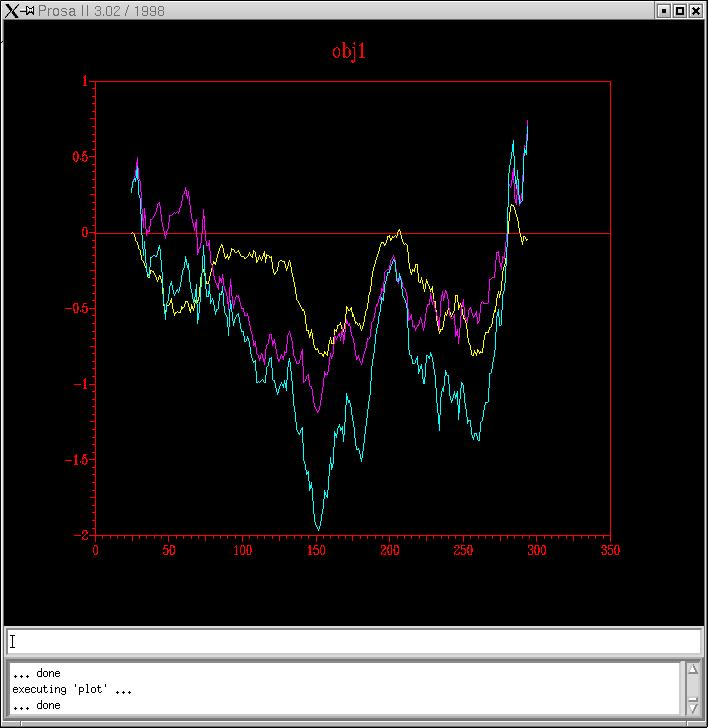 Prosa II 3.02 / 1998
obj1
1
0.5
0
-0.5
-1
-1.5
-2
0 50 100 150 200 250 300 350
... done
executing 'plot' ...
... done